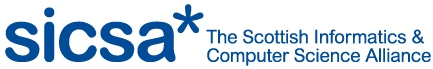 sicsa*
The Scottish Informatics &
Computer Science Alliance